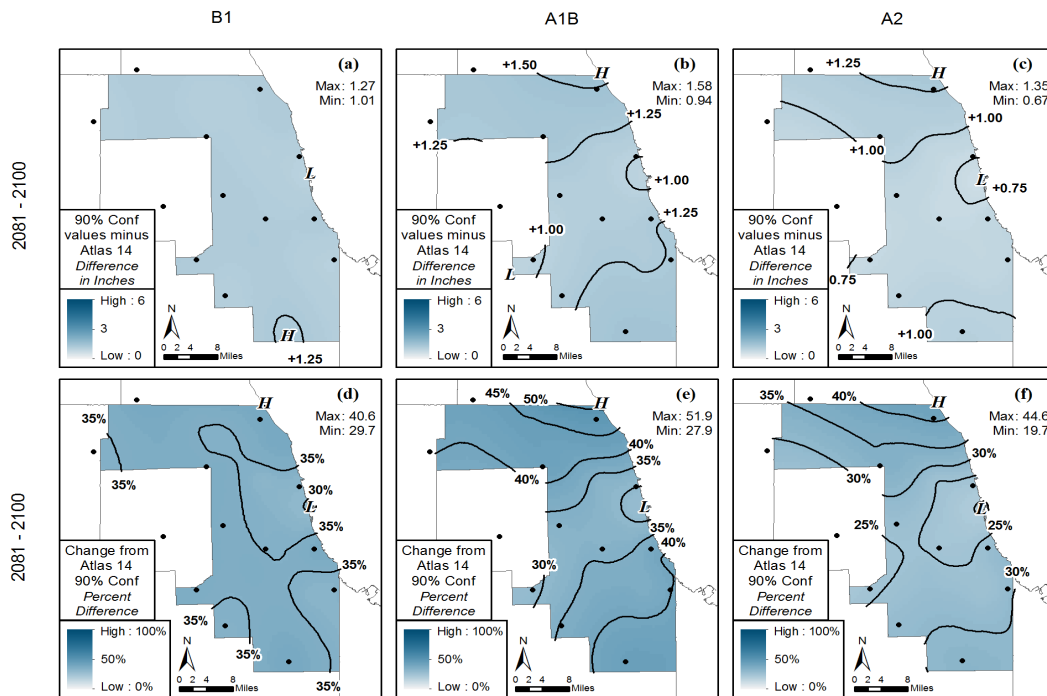 B1
A1B
A2
2081 - 2100
(a)
Max: 1.27
Min: 1.01
L
H
+1.25
90% Conf
values minus
Atlas 14
Difference
in Inches
High : 6
3
Low : 0
N
0 2 4 8
Miles
(b)
Max: 1.58
Min: 0.94
+1.50
H
+1.25
+1.25
+1.00
+1.25
+1.00
L
90% Conf
values minus
Atlas 14
Difference
in Inches
High : 6
3
Low : 0
N
0 2 4 8
Miles
(c)
Max: 1.35
Min: 0.67
+1.25
H
+1.00
+1.00
L
+0.75
0.75
+1.00
90% Conf
values minus
Atlas 14
Difference
in Inches
High : 6
3
Low : 0
N
0 2 4 8
Miles
2081 - 2100
(d)
Max: 40.6
Min: 29.7
H
35%
35%
35%
30%
L
35%
35%
35%
35%
35%
Change from
Atlas 14
90% Conf
Percent
Difference
High : 100%
50%
Low : 0%
N
0 2 4 8
Miles
(e)
Max: 51.9
Min: 27.9
45%
50%
H
40%
35%
40%
L
35%
40%
30%
Change from
Atlas 14
90% Conf
Percent
Difference
High : 100%
50%
Low : 0%
N
0 2 4 8
Miles
(f)
Max: 44.6
Min: 19.7
35%
40%
H
30%
30%
L
25%
25%
30%
Change from
Atlas 14
90% Conf
Percent
Difference
High : 100%
50%
Low : 0%
N
0 2 4 8
Miles